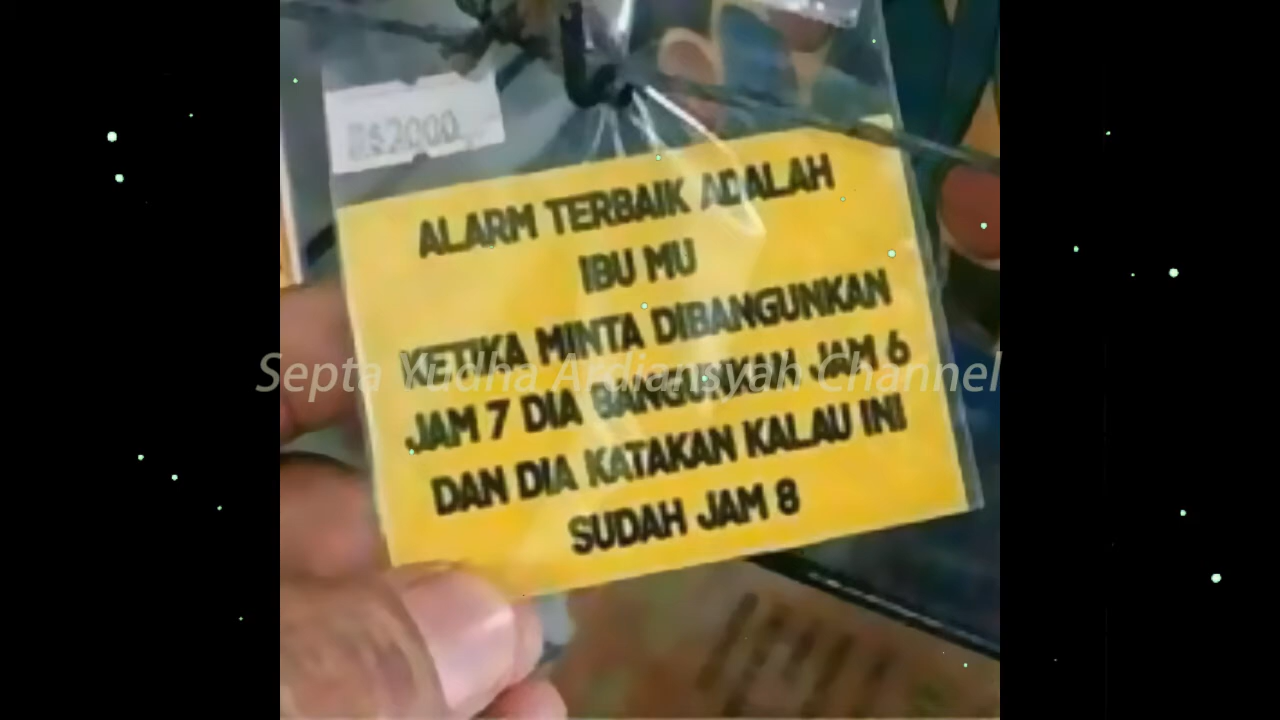 ALARM TERBAIK ADALAH
IBU MU
KETIKA MINTA DIBANGUNKAN
JAM 7 DIA BANGUNKAN JAM 6
DAN DIA KATAKAN KALAU INI
SUDAH JAM 8
Septa Yudha Ardiansyah Channel